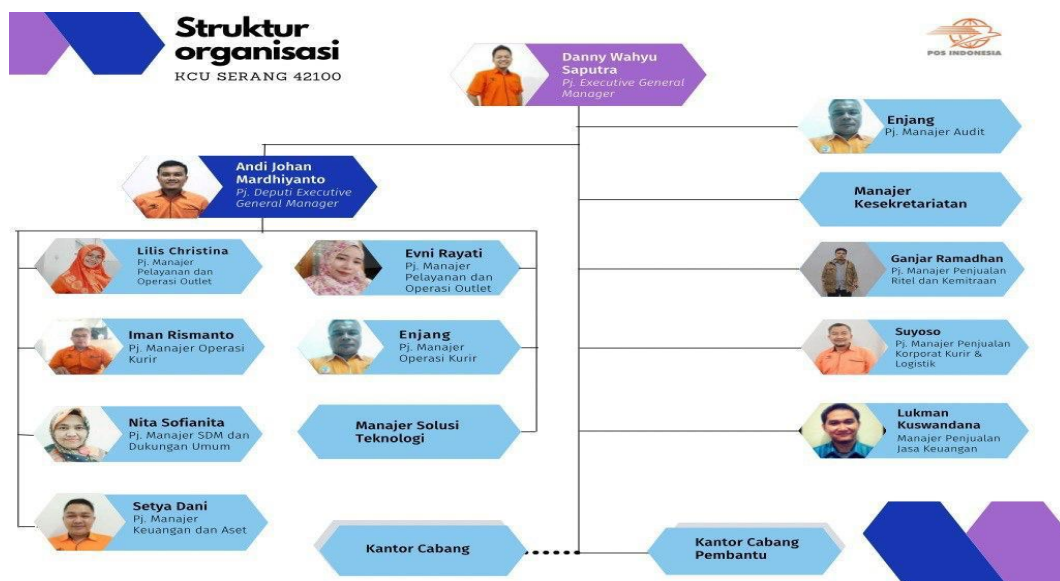 Struktur
organisasi
KCU SERANG 42100
Danny Wahyu
Saputra
Pj. Executive General
Manager
POS INDONESIA
Enjang
Pj. Manajer Audit
Andi Johan
Mardhiyanto
Pj. Deputi Executive
General Manager
Manajer
Kesekretariatan
Lilis Christina
Pj. Manajer
Pelayanan dan
Operasi Outlet
Evni Rayati
Pj. Manajer
Pelayanan dan
Operasi Outlet
Ganjar Ramadhan
Pj. Manajer Penjualan
Ritel dan Kemitraan
Iman Rismanto
Pj. Manajer Operasi
Kurir
Enjang
Pj. Manajer
Operasi Kurir
Suyoso
Pj. Manajer Penjualan
Korporat Kurir &
Logistik
Nita Sofianita
Pj. Manajer SDM dan
Dukungan Umum
Manajer Solusi
Teknologi
Lukman
Kuswandana
Manajer Penjualan
Jasa Keuangan
Setya Dani
Pj. Manajer
Keuangan dan Aset
Kantor Cabang
Kantor Cabang
Pembantu